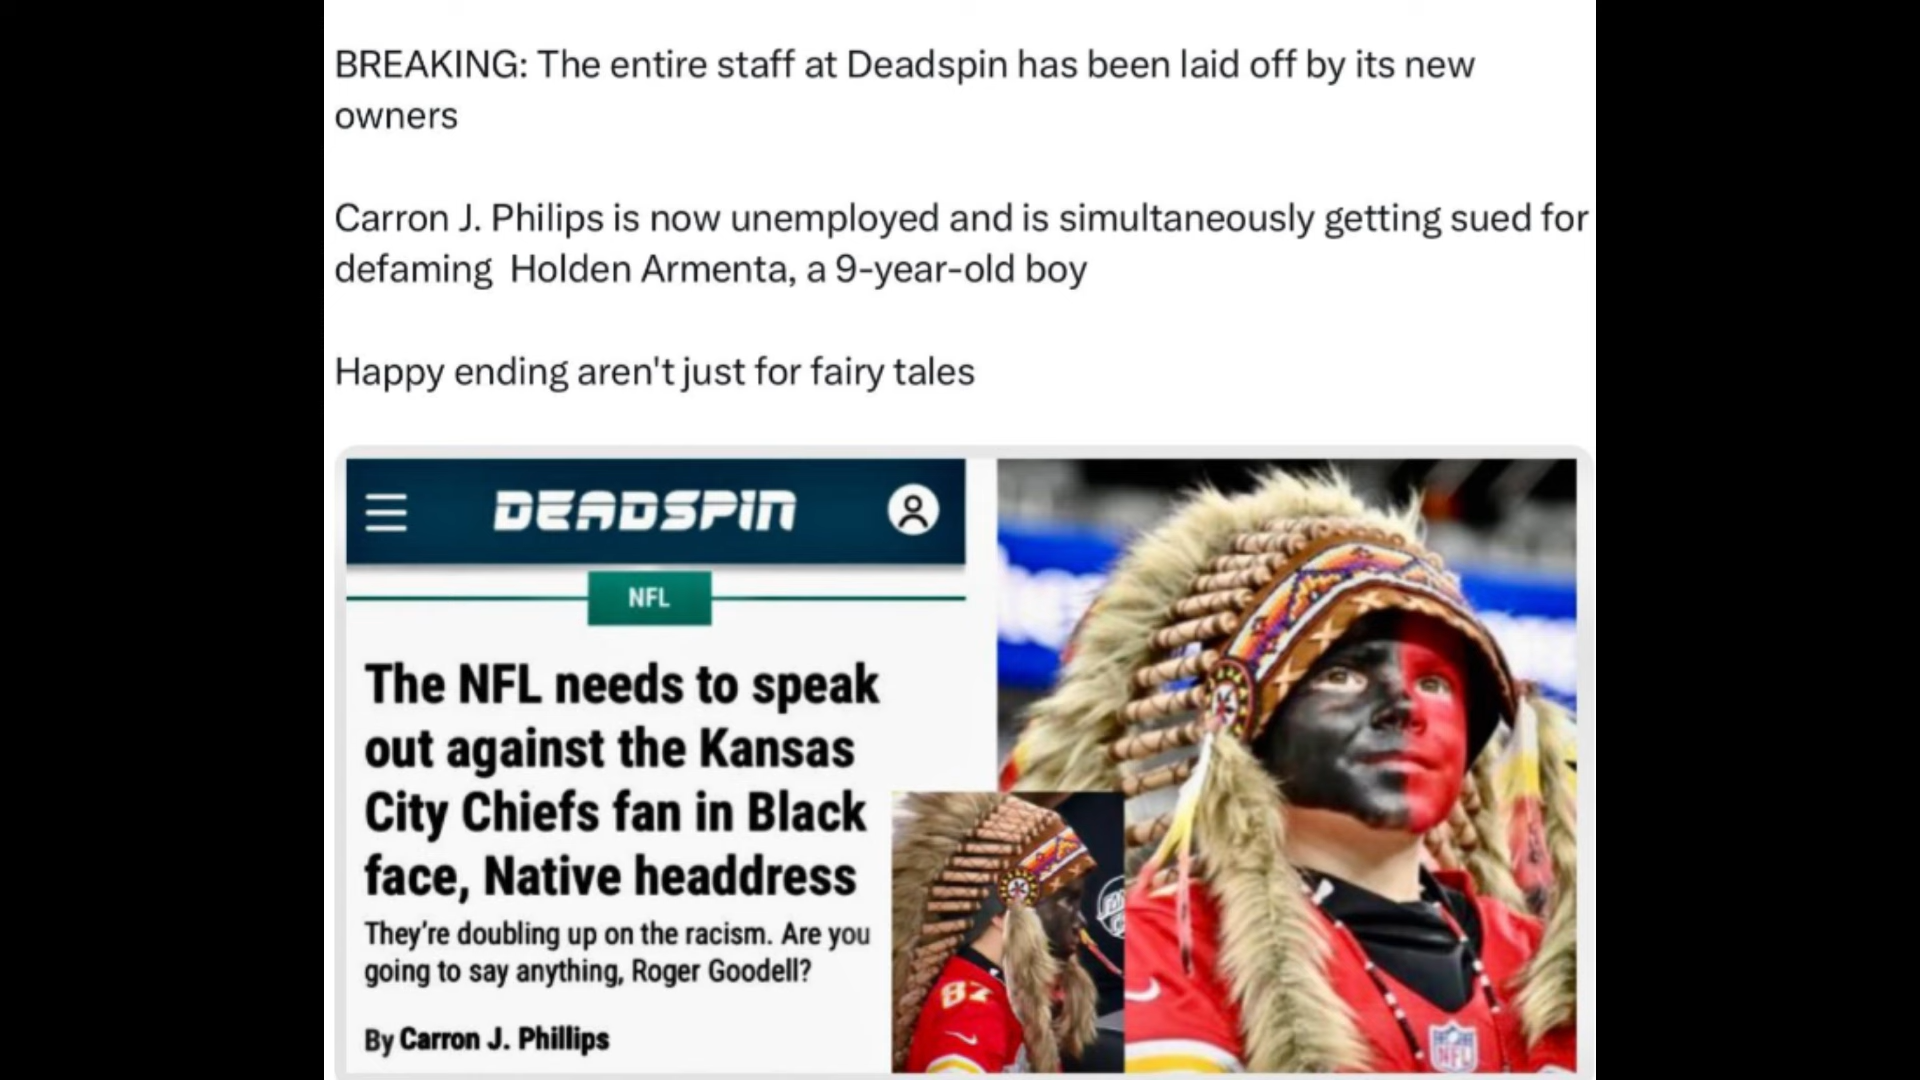 BREAKING: The entire staff at Deadspin has been laid off by its new
owners
Carron J. Philips is now unemployed and is simultaneously getting sued for
defaming Holden Armenta, a 9-year-old boy
Happy ending aren't just for fairy tales
DEADSPIN
NFL
The NFL needs to speak
out against the Kansas
City Chiefs fan in Black
face, Native headdress
They're doubling up on the racism. Are you
going to say anything, Roger Goodell?
By Carron J. Phillips
87
NFL